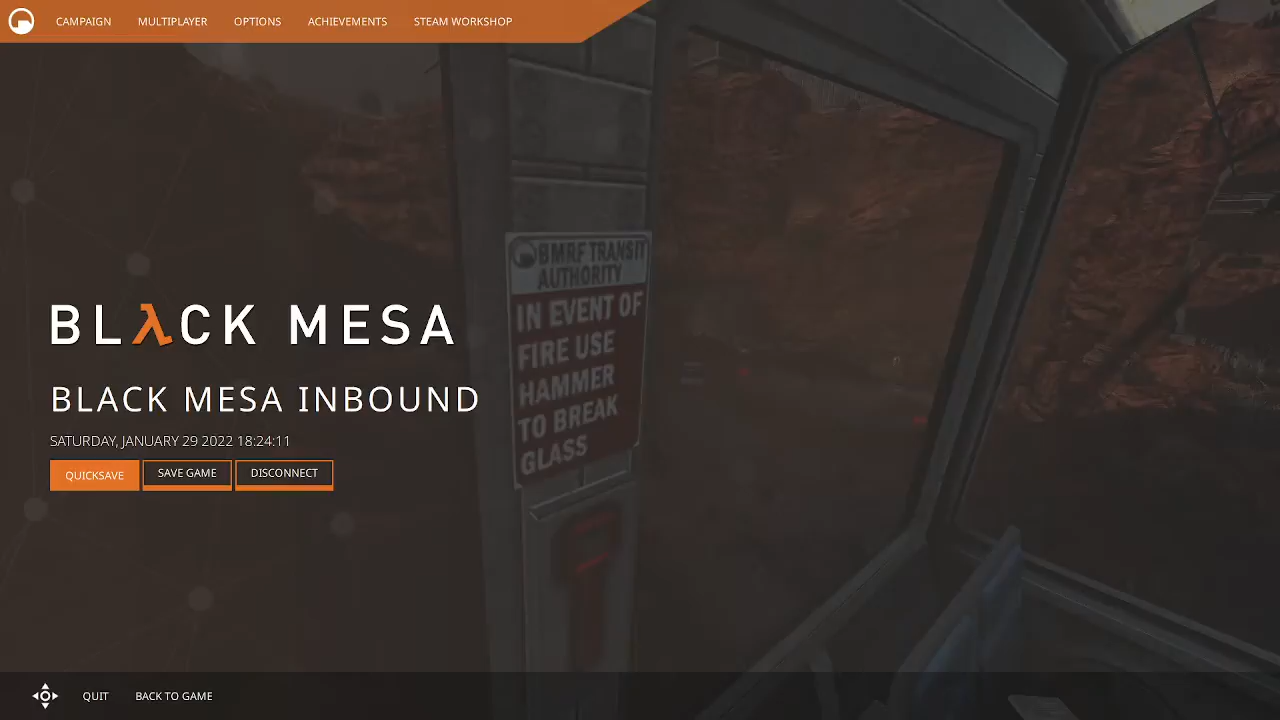 CAMPAIGN MULTIPLAYER OPTIONS ACHIEVEMENTS STEAM WORKSHOP
BMRF TRANSIT
AUTHORITY
IN EVENT OF
FIRE USE
HAMMER
TO BREAK
GLASS
BLλCK MESA
BLACK MESA INBOUND
SATURDAY, JANUARY 29 2022 18:24:11
QUICKSAVE SAVE GAME DISCONNECT
QUIT BACK TO GAME